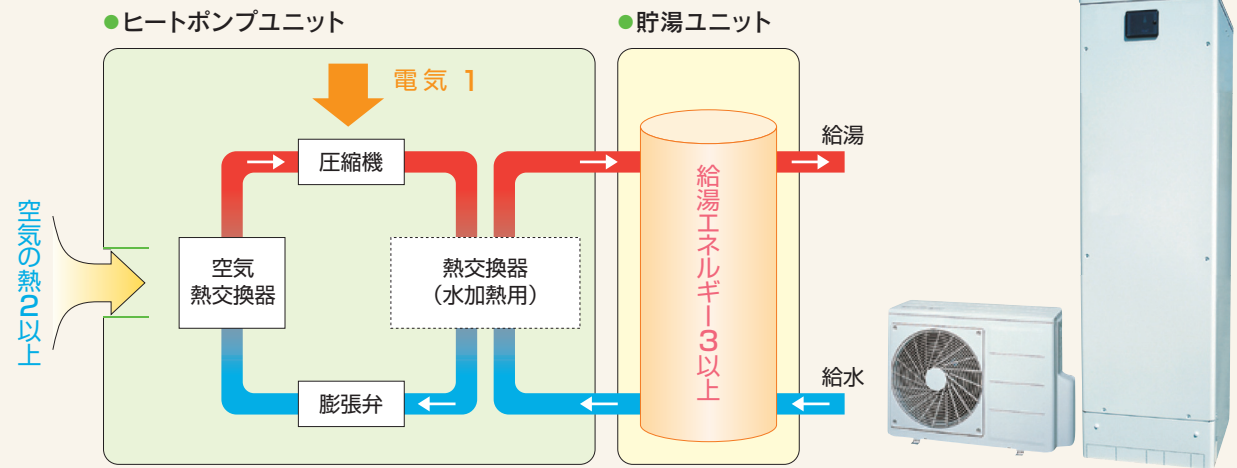 ●ヒートポンプユニット
●貯湯ユニット
電気 1
圧縮機
給湯
空気の熱2以上
空気
熱交換器
熱交換器
（水加熱用）
給湯エネルギー3以上
膨張弁
給水